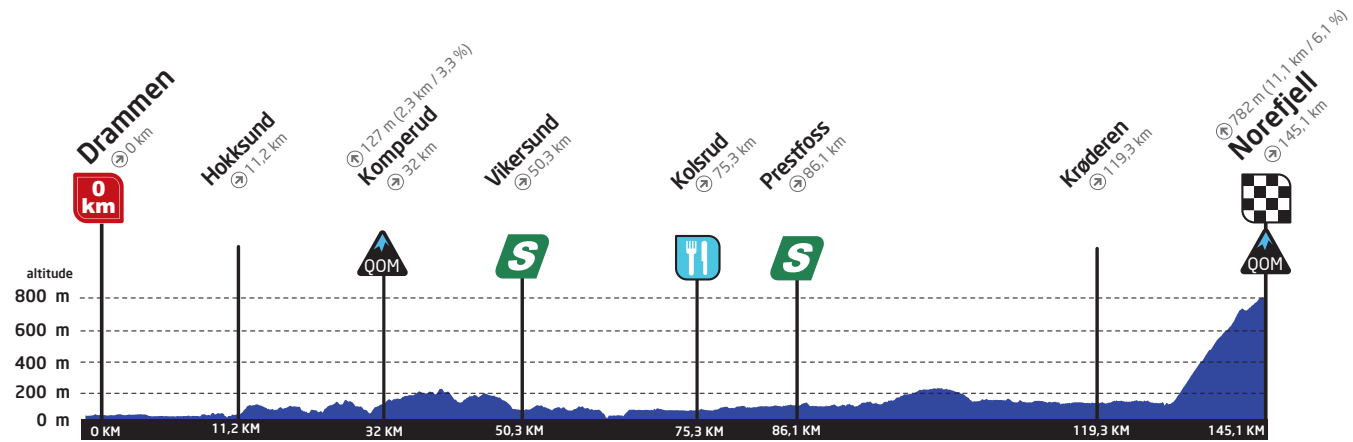 Drammen
0 km
0
km
Hokksund
11,2 km
127 m (2,3 km / 3,3 %)
Komperud
32 km
QOM
Vikersund
50,3 km
S
Kolsrud
75,3 km
Prestfoss
86,1 km
S
Krøderen
119,3 km
782 m (11,1 km / 6,1 %)
Norefjell
145,1 km
QOM
altitude
800 m
600 m
400 m
200 m
0 m
0 KM
11,2 KM
32 KM
50,3 KM
75,3 KM
86,1 KM
119,3 KM
145,1 KM